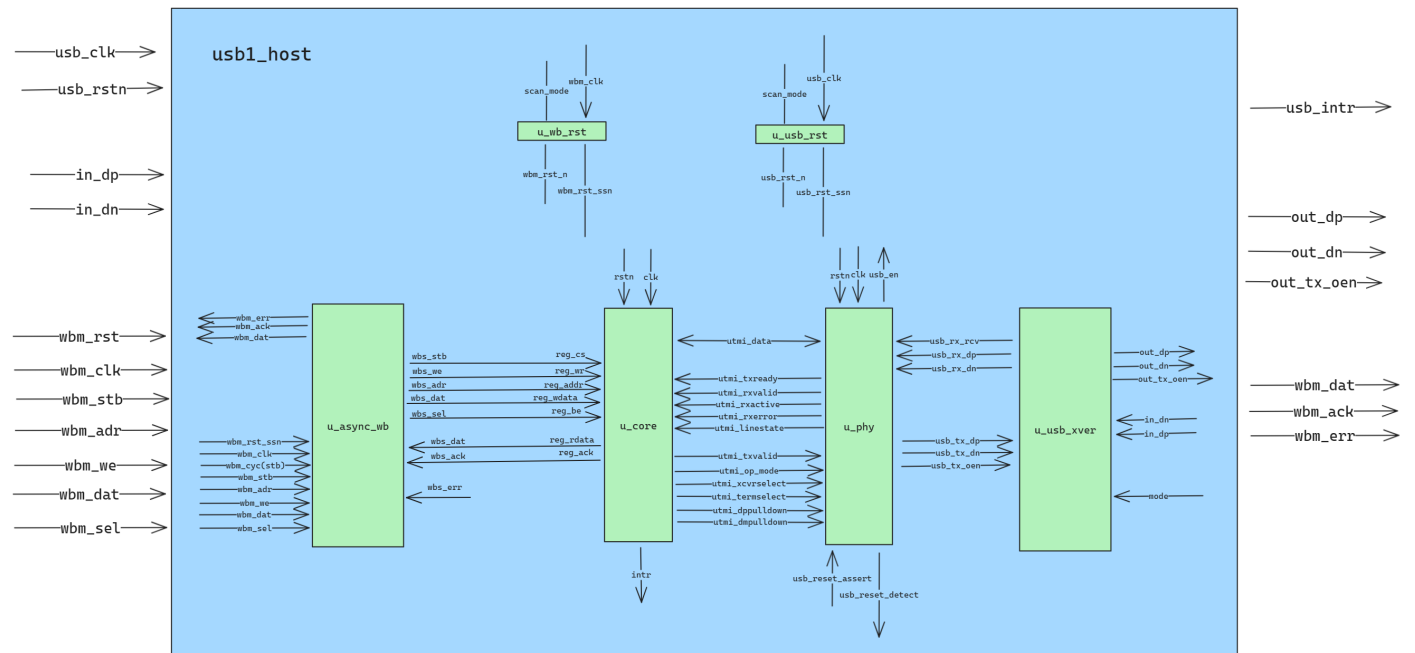 usb1_host
usb_clk
usb_rstn
in_dp
in_dn
wbm_rst
wbm_clk
wbm_stb
wbm_adr
wbm_we
wbm_dat
wbm_sel
scan_mode
wbm_clk
u_wb_rst
wbm_rst_n
wbm_rst_ssn
scan_mode
usb_clk
u_usb_rst
usb_rst_n
usb_rst_ssn
wbm_err
wbm_ack
wbm_dat
wbm_rst_ssn
wbm_clk
wbm_cyc(stb)
wbm_stb
wbm_adr
wbm_we
wbm_dat
wbm_sel
u_async_wb
wbs_stb reg_cs
wbs_we reg_wr
wbs_adr reg_addr
wbs_dat reg_wdata
wbs_sel reg_be
wbs_dat reg_rdata
wbs_ack reg_ack
wbs_err
rstn
clk
u_core
intr
utmi_data
utmi_txready
utmi_rxvalid
utmi_rxactive
utmi_rxerror
utmi_linestate
utmi_txvalid
utmi_op_mode
utmi_xcvrselect
utmi_termselect
utmi_dppulldown
utmi_dmpulldown
rstn
clk
usb_en
u_phy
usb_reset_assert
usb_reset_detect
usb_rx_rcv
usb_rx_dp
usb_rx_dn
usb_tx_dp
usb_tx_dn
usb_tx_oen
u_usb_xver
out_dp
out_dn
out_tx_oen
in_dn
in_dp
mode
usb_intr
out_dp
out_dn
out_tx_oen
wbm_dat
wbm_ack
wbm_err